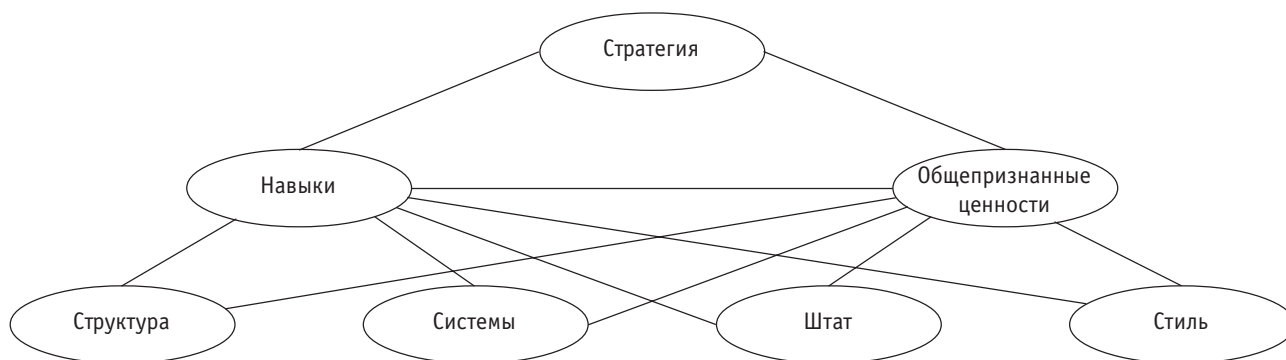 Стратегия
Навыки
Общепризнанные
ценности
Структура
Системы
Штат
Стиль